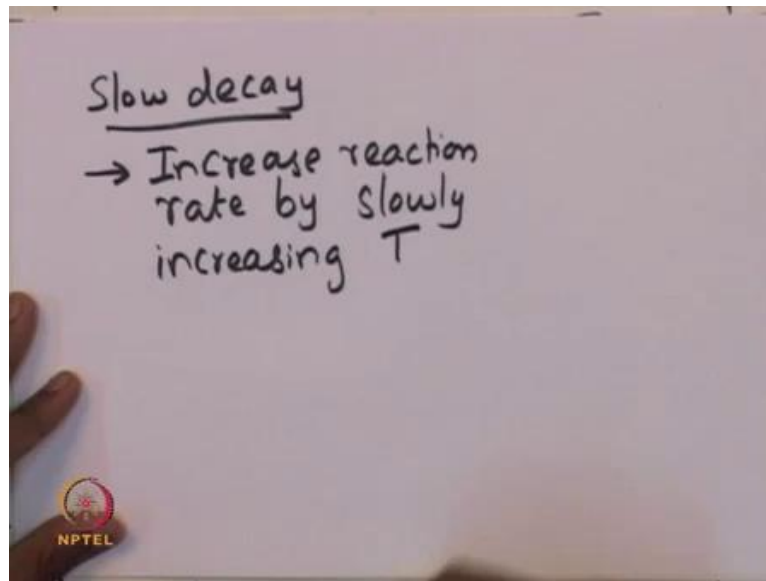 Slow decay
→ Increase reaction
rate by slowly
increasing T
NPTEL